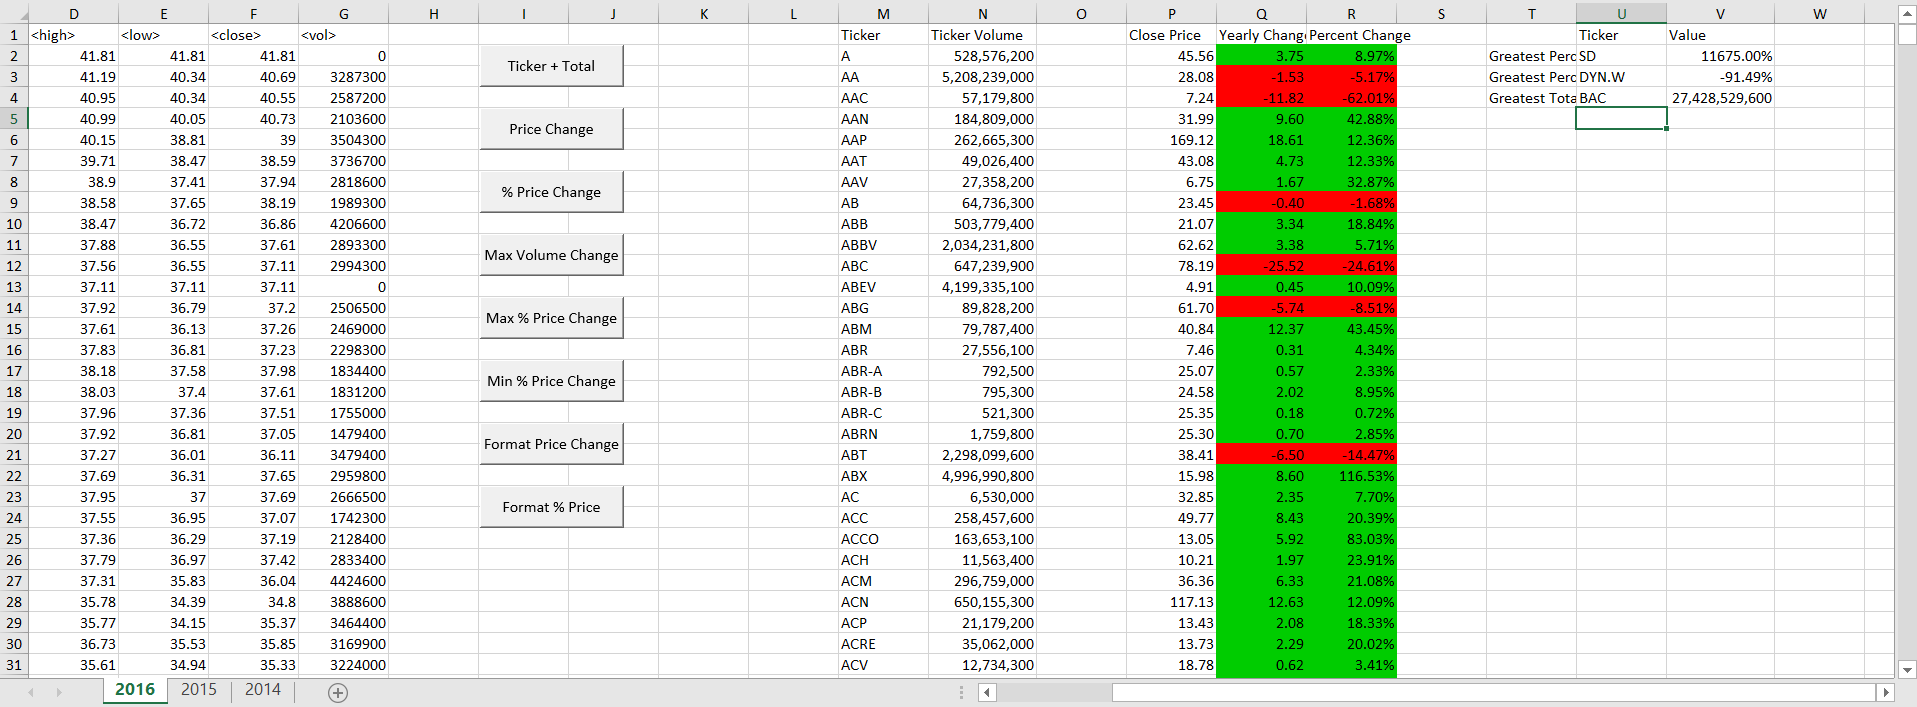 D E F G H I J K L M N O P Q R S T U V W
1 <high> <low> <close> <vol> Ticker Ticker Volume Close Price Yearly Chang Percent Change Ticker Value
2 41.81 41.81 41.81 0 A 528,576,200 45.56 3.75 8.97% Greatest Perc SD 11675.00%
Ticker + Total
3 41.19 40.34 40.69 3287300 AA 5,208,239,000 28.08 -1.53 -5.17% Greatest Perc DYN.W -91.49%
4 40.95 40.34 40.55 2587200 AAC 57,179,800 7.24 -11.82 -62.01% Greatest Tota BAC 27,428,529,600
5 40.99 40.05 40.73 2103600 AAN 184,809,000 31.99 9.60 42.88%
Price Change
6 40.15 38.81 39 3504300 AAP 262,665,300 169.12 18.61 12.36%
7 39.71 38.47 38.59 3736700 AAT 49,026,400 43.08 4.73 12.33%
8 38.9 37.41 37.94 2818600 AAV 27,358,200 6.75 1.67 32.87%
% Price Change
9 38.58 37.65 38.19 1989300 AB 64,736,300 23.45 -0.40 -1.68%
10 38.47 36.72 36.86 4206600 ABB 503,779,400 21.07 3.34 18.84%
11 37.88 36.55 37.61 2893300 ABBV 2,034,231,800 62.62 3.38 5.71%
Max Volume Change
12 37.56 36.55 37.11 2994300 ABC 647,239,900 78.19 -25.52 -24.61%
13 37.11 37.11 37.11 0 ABEV 4,199,335,100 4.91 0.45 10.09%
14 37.92 36.79 37.2 2506500 ABG 89,828,200 61.70 -5.74 -8.51%
Max % Price Change
15 37.61 36.13 37.26 2469000 ABM 79,787,400 40.84 12.37 43.45%
16 37.83 36.81 37.23 2298300 ABR 27,556,100 7.46 0.31 4.34%
17 38.18 37.58 37.98 1834400 ABR-A 792,500 25.07 0.57 2.33%
Min % Price Change
18 38.03 37.4 37.61 1831200 ABR-B 795,300 24.58 2.02 8.95%
19 37.96 37.36 37.51 1755000 ABR-C 521,300 25.35 0.18 0.72%
20 37.92 36.81 37.05 1479400 ABRN 1,759,800 25.30 0.70 2.85%
Format Price Change
21 37.27 36.01 36.11 3479400 ABT 2,298,099,600 38.41 -6.50 -14.47%
22 37.69 36.31 37.65 2959800 ABX 4,996,990,800 15.98 8.60 116.53%
23 37.95 37 37.69 2666500 AC 6,530,000 32.85 2.35 7.70%
Format % Price
24 37.55 36.95 37.07 1742300 ACC 258,457,600 49.77 8.43 20.39%
25 37.36 36.29 37.19 2128400 ACCO 163,653,100 13.05 5.92 83.03%
26 37.79 36.97 37.42 2833400 ACH 11,563,400 10.21 1.97 23.91%
27 37.31 35.83 36.04 4424600 ACM 296,759,000 36.36 6.33 21.08%
28 35.78 34.39 34.8 3888600 ACN 650,155,300 117.13 12.63 12.09%
29 35.77 34.15 35.37 3464400 ACP 21,179,200 13.43 2.08 18.33%
30 36.73 35.53 35.85 3169900 ACRE 35,062,000 13.73 2.29 20.02%
31 35.61 34.94 35.33 3224000 ACV 12,734,300 18.78 0.62 3.41%
2016 2015 2014